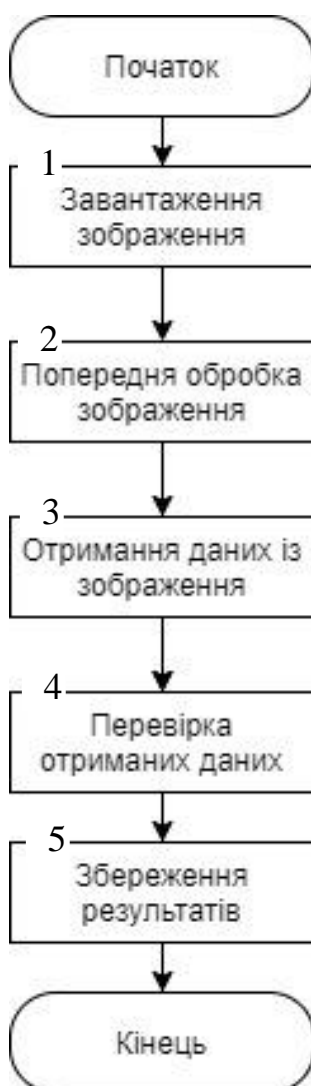 Початок
1
Завантаження
зображення
2
Попередня обробка
зображення
3
Отримання даних із
зображення
4
Перевірка
отриманих даних
5
Збереження
результатів
Кінець